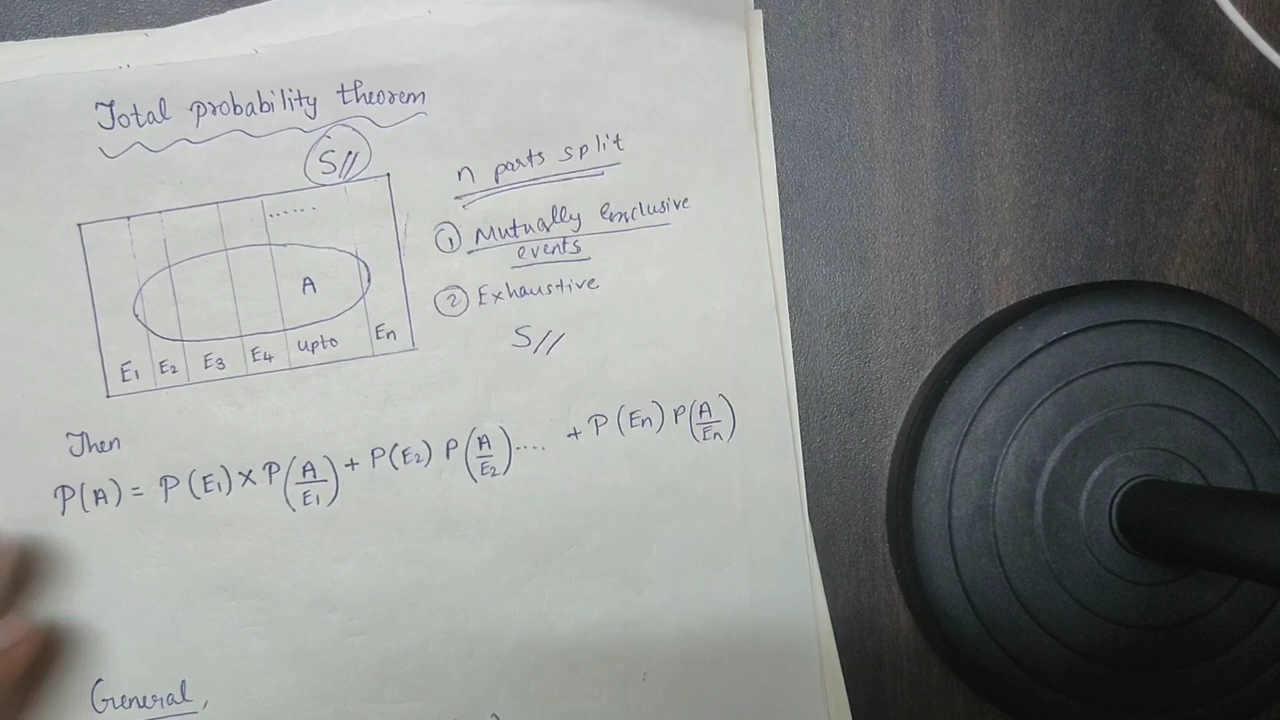 Total probability theorem
S//
n parts split
① Mutually exclusive
events
② Exhaustive
S//
......
A
E₁ E₂ E₃ E₄ upto En
Then
P(A) = P(E₁) × P(A/E₁) + P(E₂) P(A/E₂) .... + P(En) P(A/En)
General,